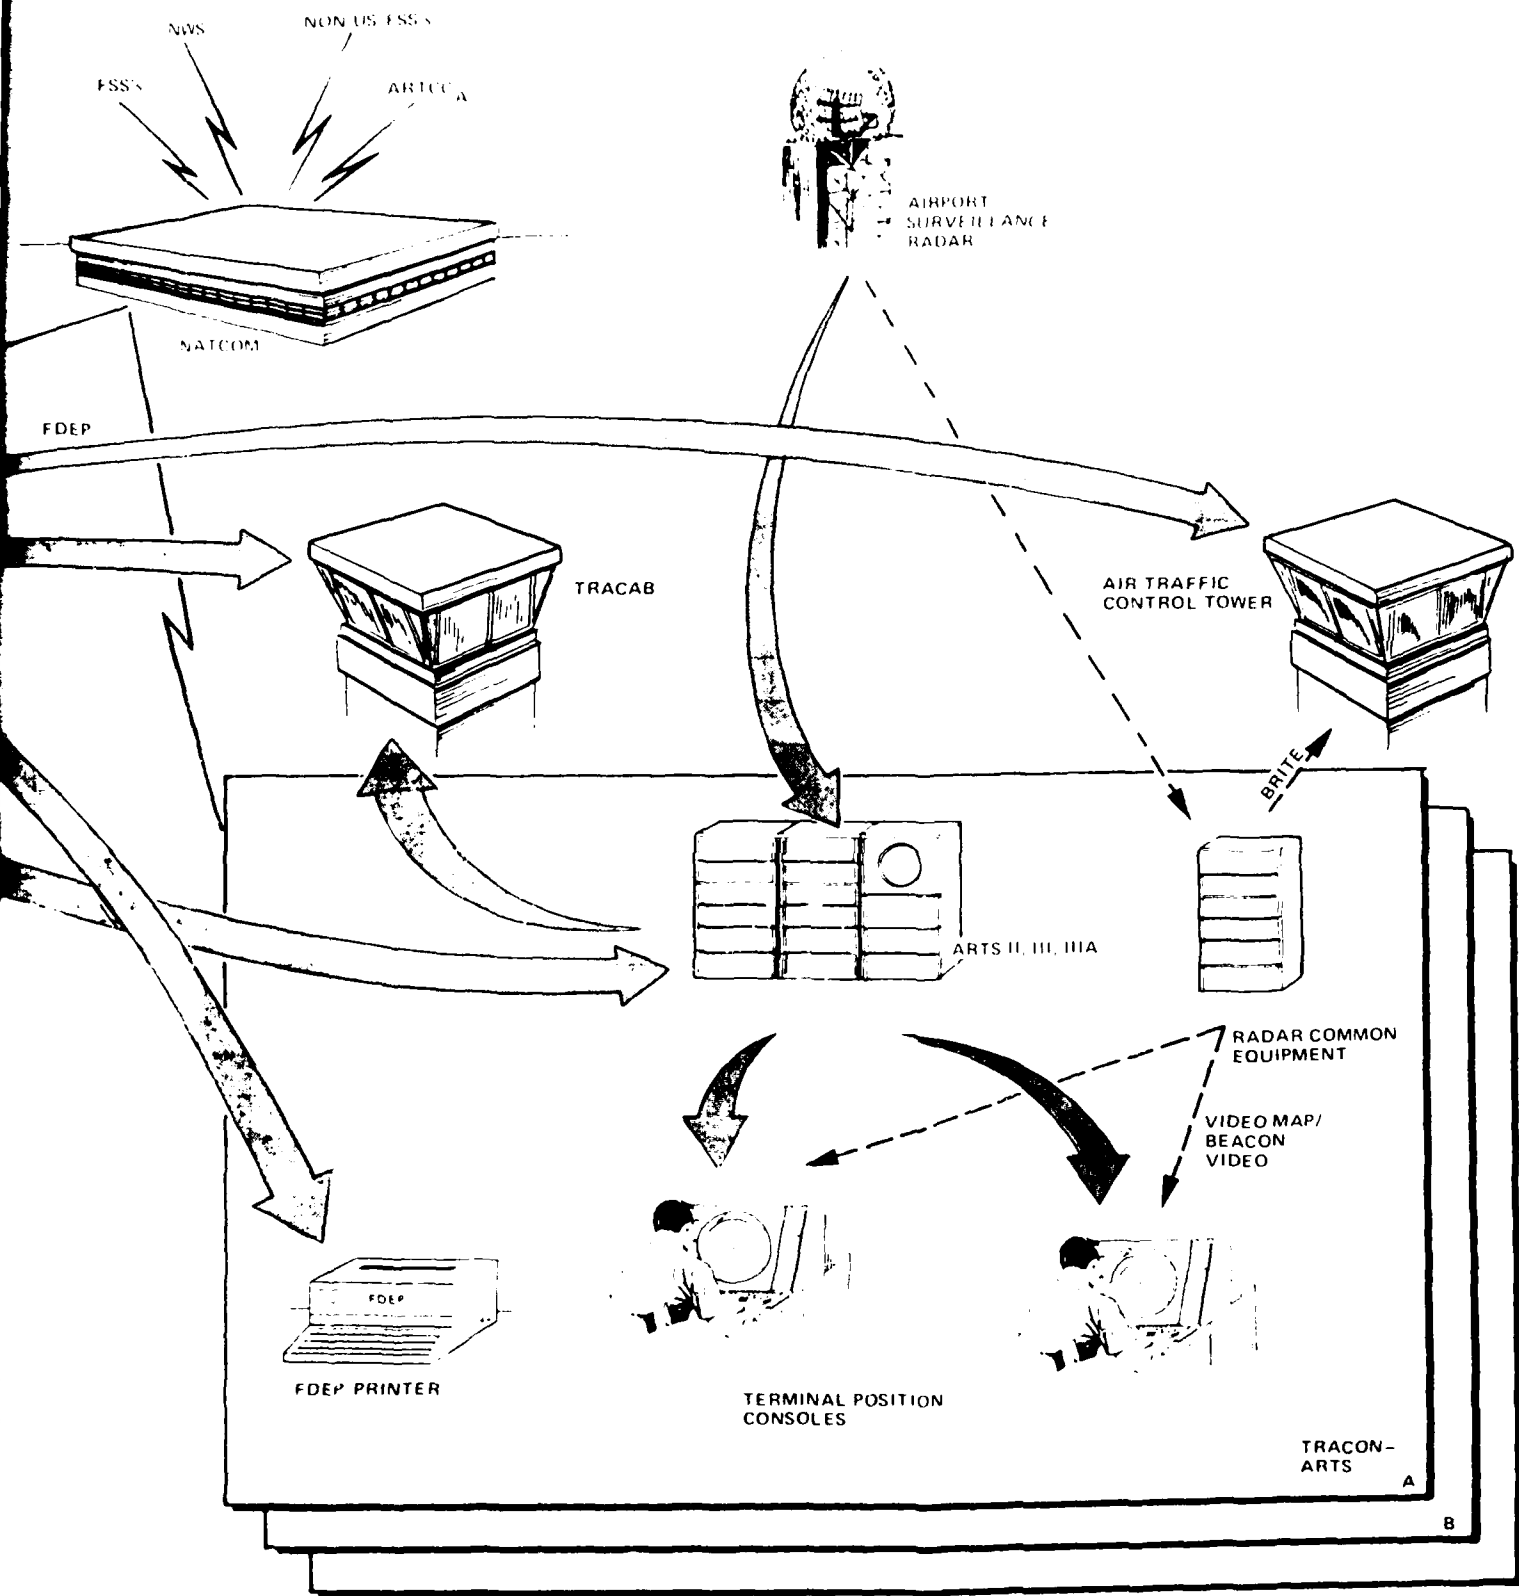 NWS
NON US FSS's
FSS's
ARTCC A
AIRPORT
SURVEILLANCE
RADAR
NATCOM
FDEP
TRACAB
AIR TRAFFIC
CONTROL TOWER
BRITE
ARTS II, III, IIIA
RADAR COMMON
EQUIPMENT
VIDEO MAP/
BEACON
VIDEO
FDEP
FDEP PRINTER
TERMINAL POSITION
CONSOLES
TRACON-
ARTS
A
B